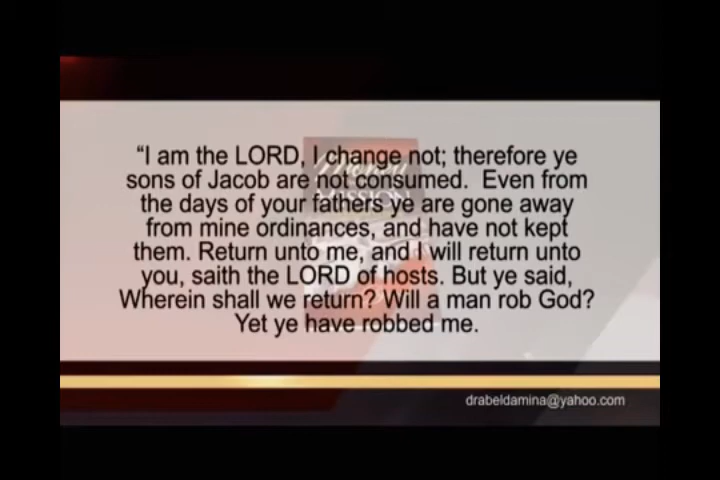 “I am the LORD, I change not; therefore ye
sons of Jacob are not consumed. Even from
the days of your fathers ye are gone away
from mine ordinances, and have not kept
them. Return unto me, and I will return unto
you, saith the LORD of hosts. But ye said,
Wherein shall we return? Will a man rob God?
Yet ye have robbed me.
Money
MISSION
drabeldamina@yahoo.com